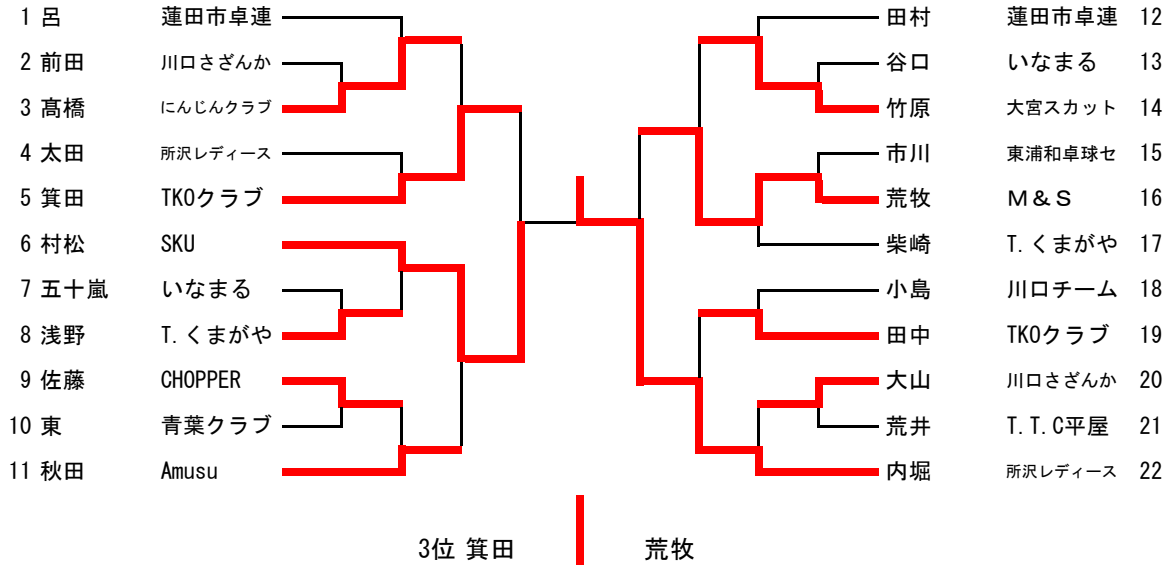 1 呂 蓮田市卓連
2 前田 川口さざんか
3 髙橋 にんじんクラブ
4 太田 所沢レディース
5 箕田 TKOクラブ
6 村松 SKU
7 五十嵐 いなまる
8 浅野 T.くまがや
9 佐藤 CHOPPER
10 東 青葉クラブ
11 秋田 Amusu
田村 蓮田市卓連 12
谷口 いなまる 13
竹原 大宮スカット 14
市川 東浦和卓球セ 15
荒牧 M&S 16
柴崎 T.くまがや 17
小島 川口チーム 18
田中 TKOクラブ 19
大山 川口さざんか 20
荒井 T.T.C平屋 21
内堀 所沢レディース 22
3位 箕田 荒牧